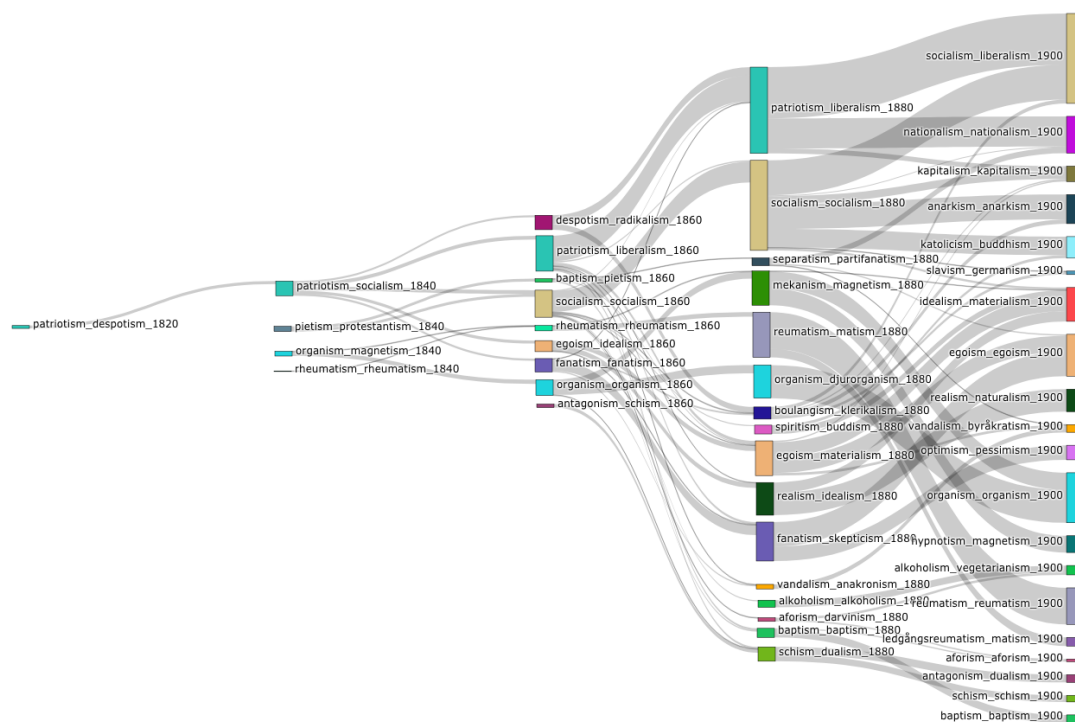 patriotism_despotism_1820
patriotism_socialism_1840
pietism_protestantism_1840
organism_magnetism_1840
rheumatism_rheumatism_1840
despotism_radikalism_1860
patriotism_liberalism_1860
baptism_pietism_1860
socialism_socialism_1860
rheumatism_rheumatism_1860
egoism_idealism_1860
fanatism_fanatism_1860
organism_organism_1860
antagonism_schism_1860
patriotism_liberalism_1880
socialism_socialism_1880
separatism_partifanatism_1880
mekanism_magnetism_1880
reumatism_matism_1880
organism_djurorganism_1880
boulangism_klerikalism_1880
spiritism_buddism_1880
egoism_materialism_1880
realism_idealism_1880
fanatism_skepticism_1880
vandalism_anakronism_1880
alkoholism_alkoholism_1880
aforism_darvinism_1880
baptism_baptism_1880
schism_dualism_1880
socialism_liberalism_1900
nationalism_nationalism_1900
kapitalism_kapitalism_1900
anarkism_anarkism_1900
katolicism_buddhism_1900
slavism_germanism_1900
idealism_materialism_1900
egoism_egoism_1900
realism_naturalism_1900
vandalism_byråkratism_1900
optimism_pessimism_1900
organism_organism_1900
hypnotism_magnetism_1900
alkoholism_vegetarianism_1900
reumatism_reumatism_1900
ledgångsreumatism_matism_1900
aforism_aforism_1900
antagonism_dualism_1900
schism_schism_1900
baptism_baptism_1900